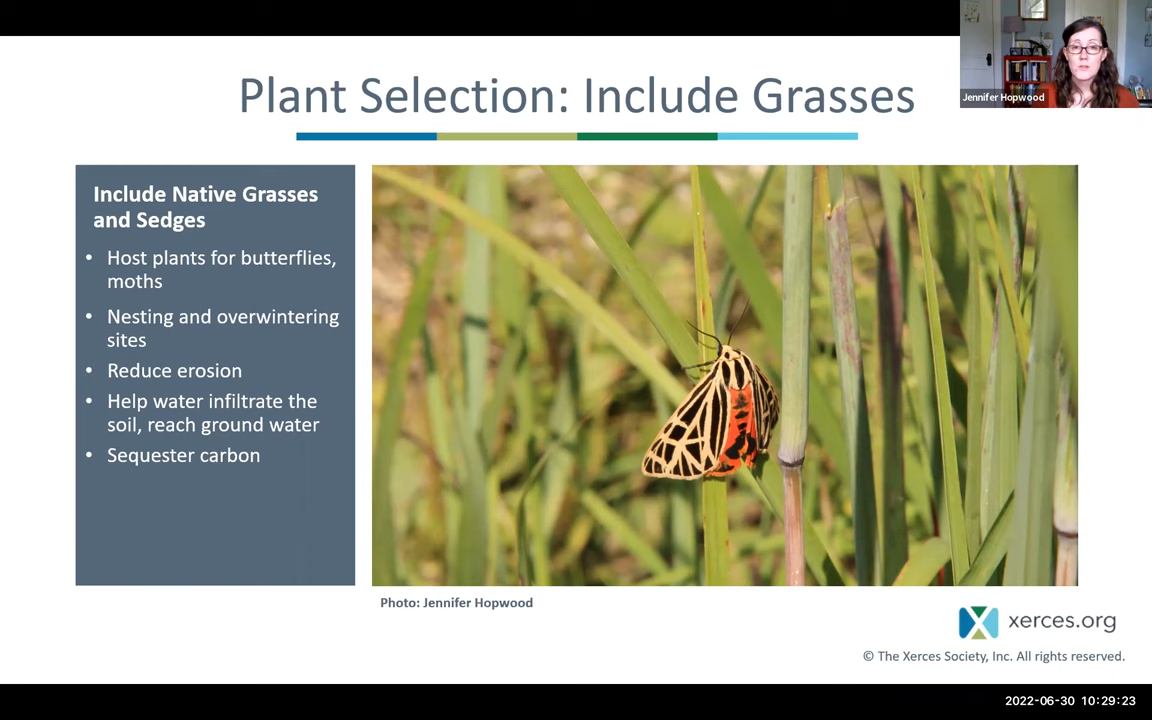 Plant Selection: Include Grasses
Jennifer Hopwood
Include Native Grasses
and Sedges
• Host plants for butterflies,
moths
• Nesting and overwintering
sites
• Reduce erosion
• Help water infiltrate the
soil, reach ground water
• Sequester carbon
Photo: Jennifer Hopwood
xerces.org
© The Xerces Society, Inc. All rights reserved.
2022-06-30 10:29:23